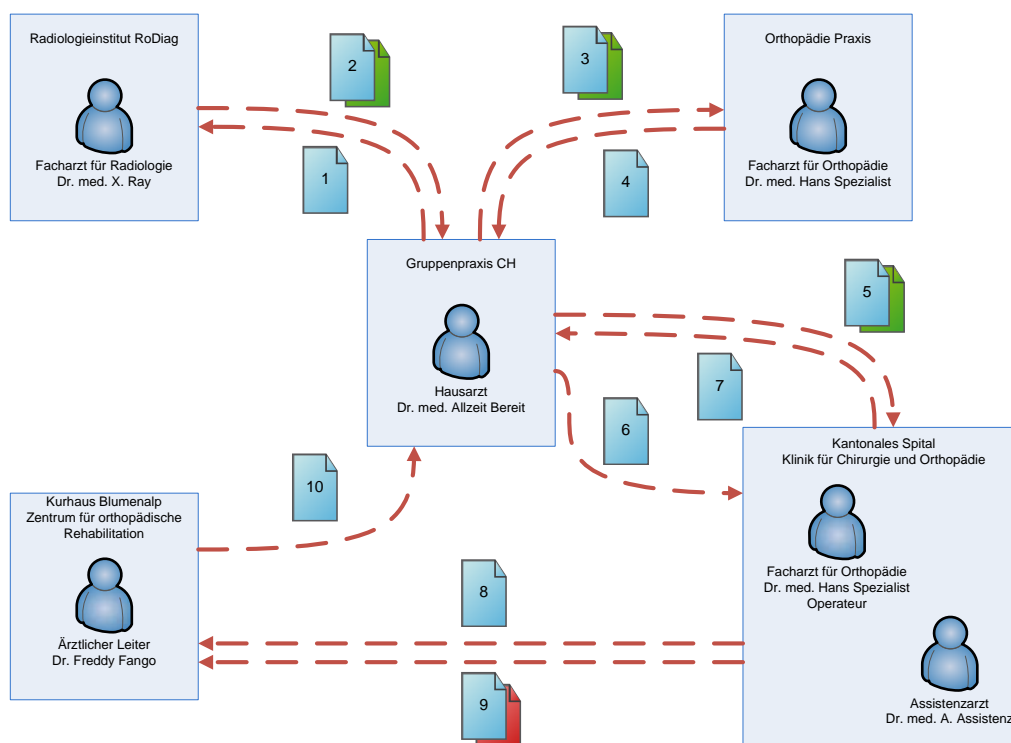 Radiologieinstitut RoDiag
Facharzt für Radiologie
Dr. med. X. Ray
2
1
3
4
Orthopädie Praxis
Facharzt für Orthopädie
Dr. med. Hans Spezialist
Gruppenpraxis CH
Hausarzt
Dr. med. Allzeit Bereit
5
7
6
Kantonales Spital
Klinik für Chirurgie und Orthopädie
Facharzt für Orthopädie
Dr. med. Hans Spezialist
Operateur
Assistenzarzt
Dr. med. A. Assistenz
10
Kurhaus Blumenalp
Zentrum für orthopädische
Rehabilitation
Ärztlicher Leiter
Dr. Freddy Fango
8
9